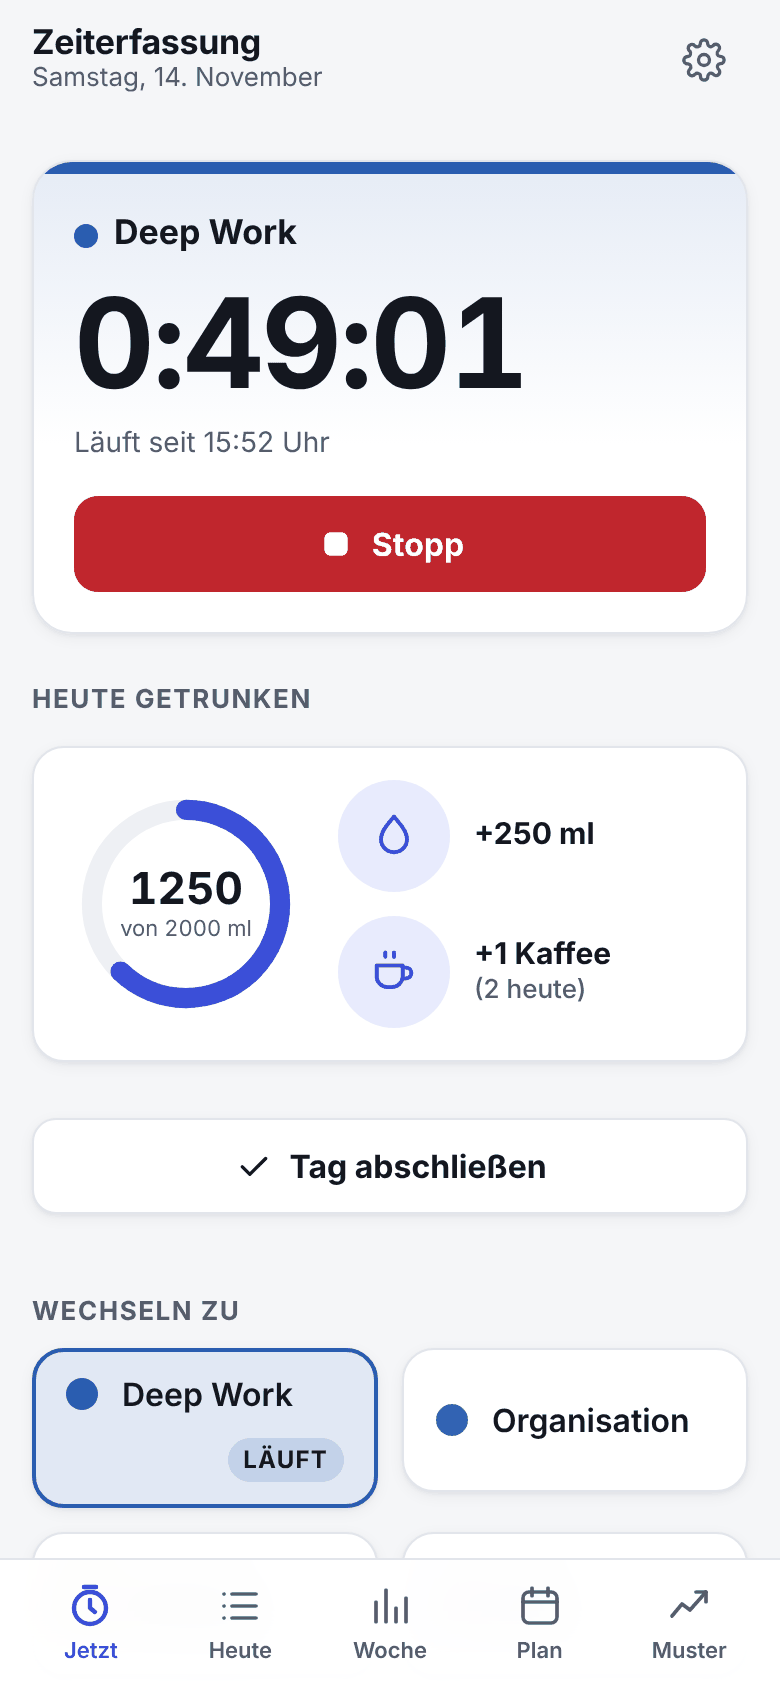 Zeiterfassung
Samstag, 14. November
Deep Work
0:49:01
Läuft seit 15:52 Uhr
Stopp
HEUTE GETRUNKEN
1250
von 2000 ml
+250 ml
+1 Kaffee
(2 heute)
Tag abschließen
WECHSELN ZU
Deep Work
LÄUFT
Organisation
Jetzt
Heute
Woche
Plan
Muster